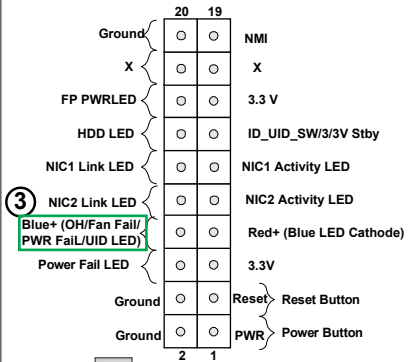 20 19
Ground NMI
X X
FP PWRLED 3.3 V
HDD LED ID_UID_SW/3/3V Stby
NIC1 Link LED NIC1 Activity LED
3 NIC2 Link LED NIC2 Activity LED
Blue+ (OH/Fan Fail/
PWR FaiL/UID LED) Red+ (Blue LED Cathode)
Power Fail LED 3.3V
Ground Reset Reset Button
Ground PWR Power Button
2 1